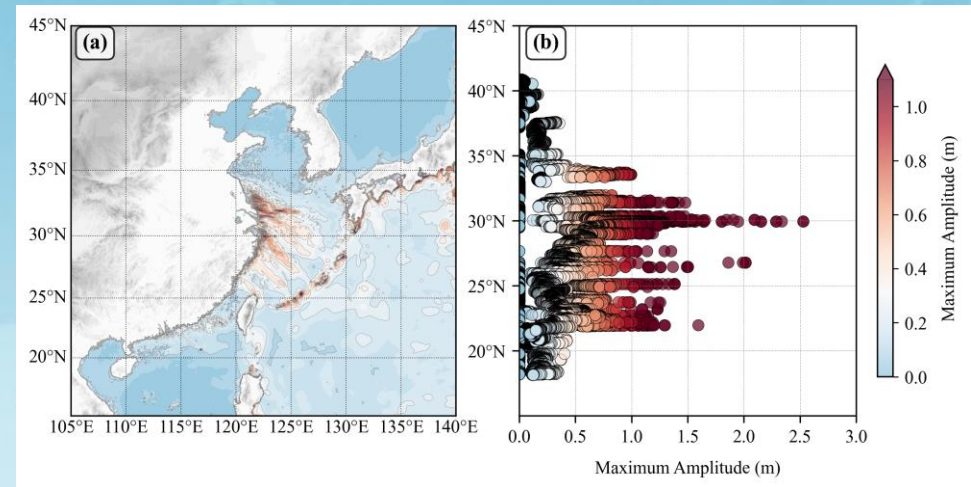 (a)
45°N
40°N
35°N
30°N
25°N
20°N
105°E 110°E 115°E 120°E 125°E 130°E 135°E 140°E
(b)
45°N
40°N
35°N
30°N
25°N
20°N
0.0 0.5 1.0 1.5 2.0 2.5 3.0
Maximum Amplitude (m)
1.0
0.8
0.6
0.4
0.2
0.0
Maximum Amplitude (m)